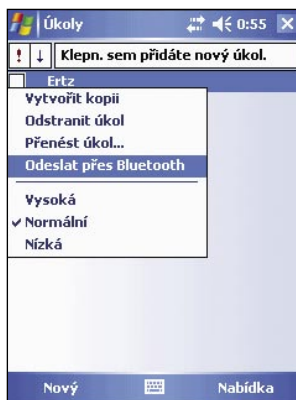 Úkoly 0:55
! ↓ Klepn. sem přidáte nový úkol.
Ertz
Vytvořit kopii
Odstranit úkol
Přenést úkol...
Odeslat přes Bluetooth
Vysoká
Normální
Nízká
Nový Nabídka